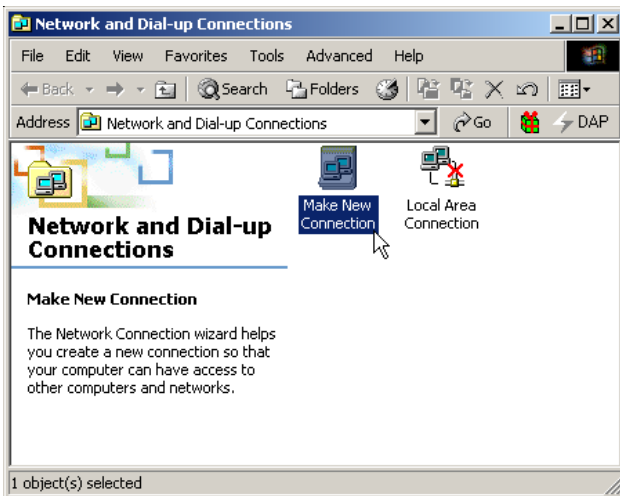 Network and Dial-up Connections
File Edit View Favorites Tools Advanced Help
Back Search Folders
Address Network and Dial-up Connections Go DAP
Make New
Connection
Local Area
Connection
Network and Dial-up
Connections
Make New Connection
The Network Connection wizard helps
you create a new connection so that
your computer can have access to
other computers and networks.
1 object(s) selected